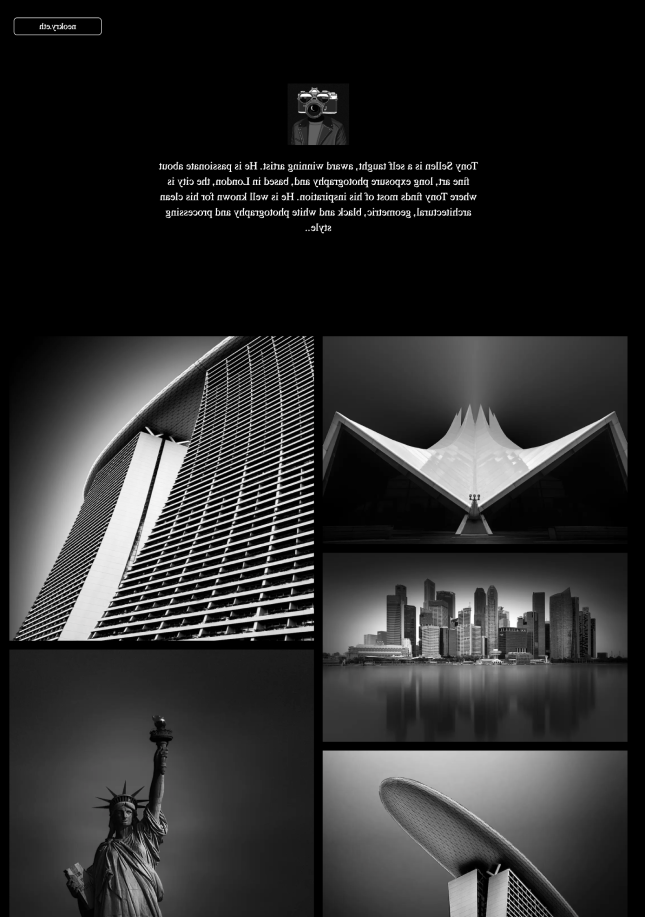 neokry.eth
Tony Sellen is a self taught, award winning artist. He is passionate about
fine art, long exposure photography and, based in London, the city is
where Tony finds most of his inspiration. He is well known for his clean
architectural, geometric, black and white photography and processing
style..